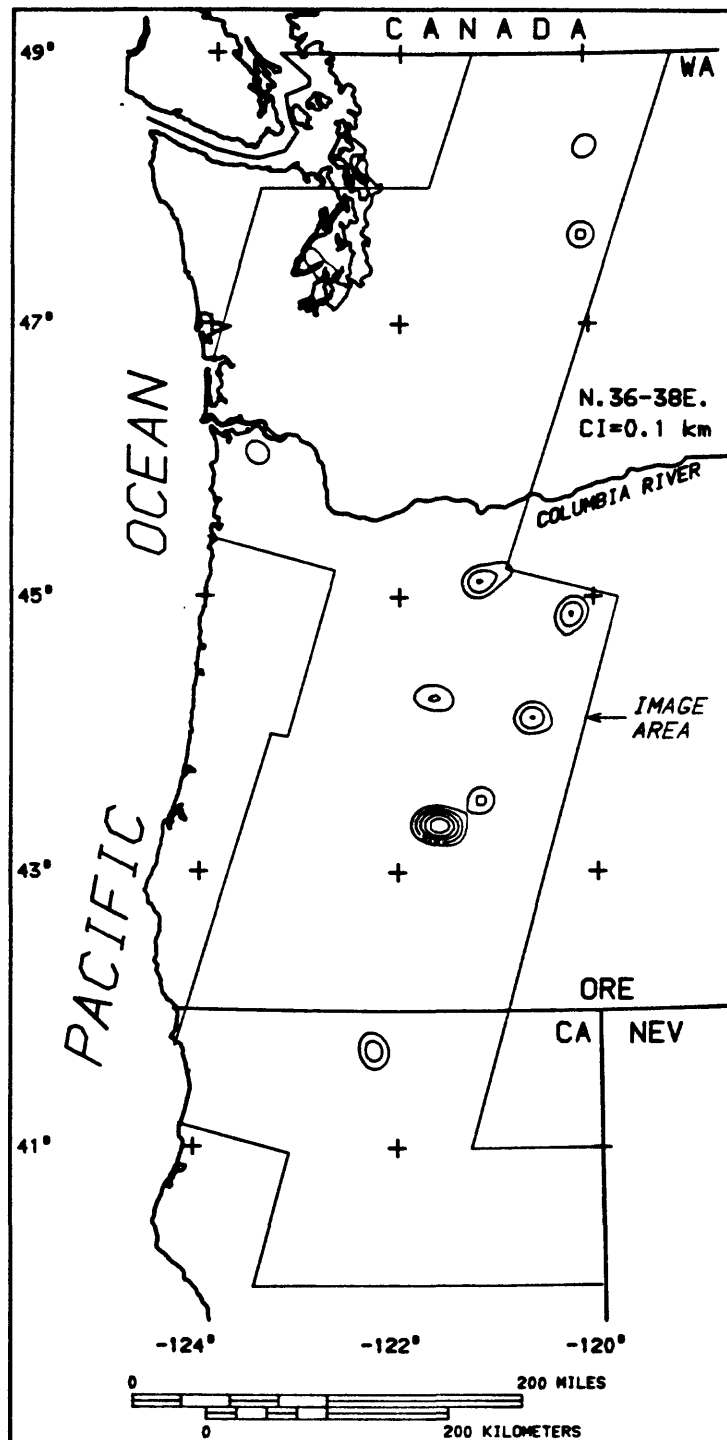 CANADA
49°
WA
47°
N.36-38E.
CI=0.1 km
OCEAN
COLUMBIA RIVER
45°
IMAGE
AREA
PACIFIC
43°
ORE
CA
NEV
41°
-124°
-122°
-120°
0
200 MILES
0
200 KILOMETERS